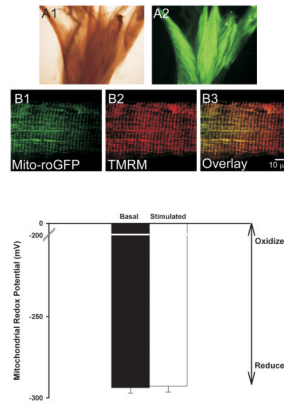 A1 A2
B1 B2 B3
Mito-roGFP TMRM Overlay
10 µ
Basal Stimulated
0
-200
-250
-300
Mitochondrial Redox Potential (mV)
Oxidize
Reduce